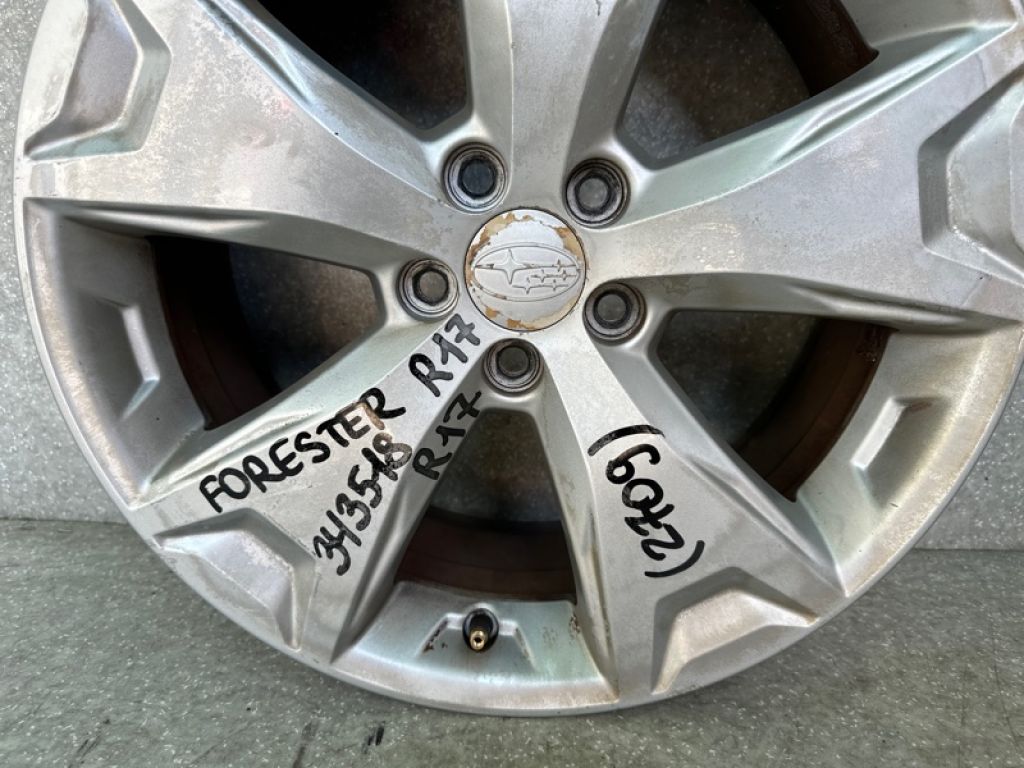 FORESTER R17
343518 R17
(2709)